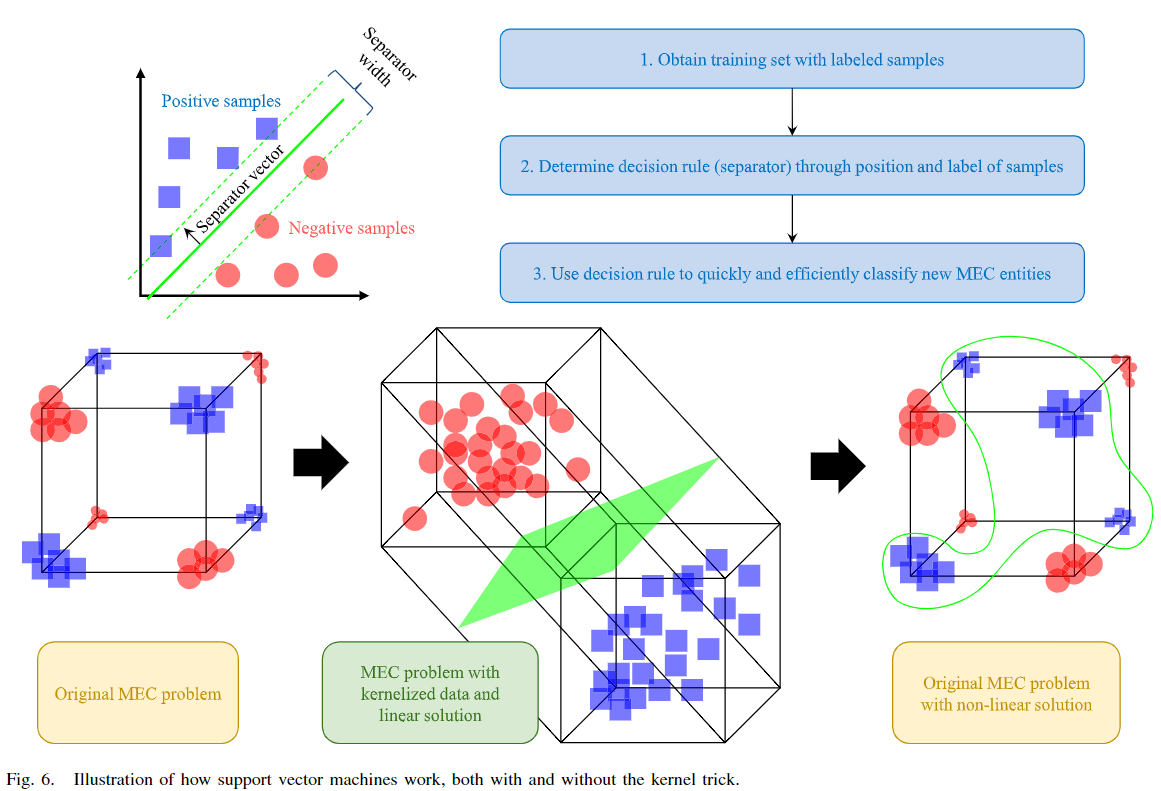 Separator
width
Positive samples
Separator vector
Negative samples
1. Obtain training set with labeled samples
2. Determine decision rule (separator) through position and label of samples
3. Use decision rule to quickly and efficiently classify new MEC entities
Original MEC problem
MEC problem with
kernelized data and
linear solution
Original MEC problem
with non-linear solution
Fig. 6. Illustration of how support vector machines work, both with and without the kernel trick.